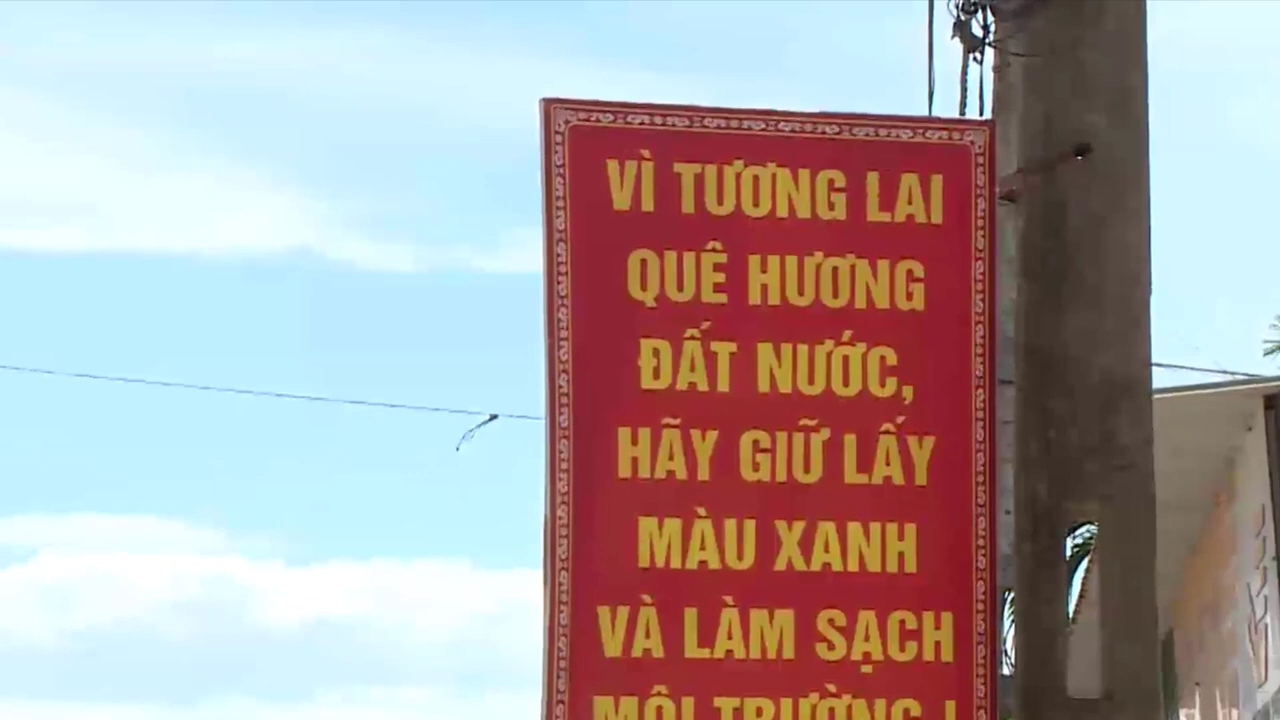 VÌ TƯƠNG LAI
QUÊ HƯƠNG
ĐẤT NƯỚC,
HÃY GIỮ LẤY
MÀU XANH
VÀ LÀM SẠCH
MÔI TRƯỜNG !